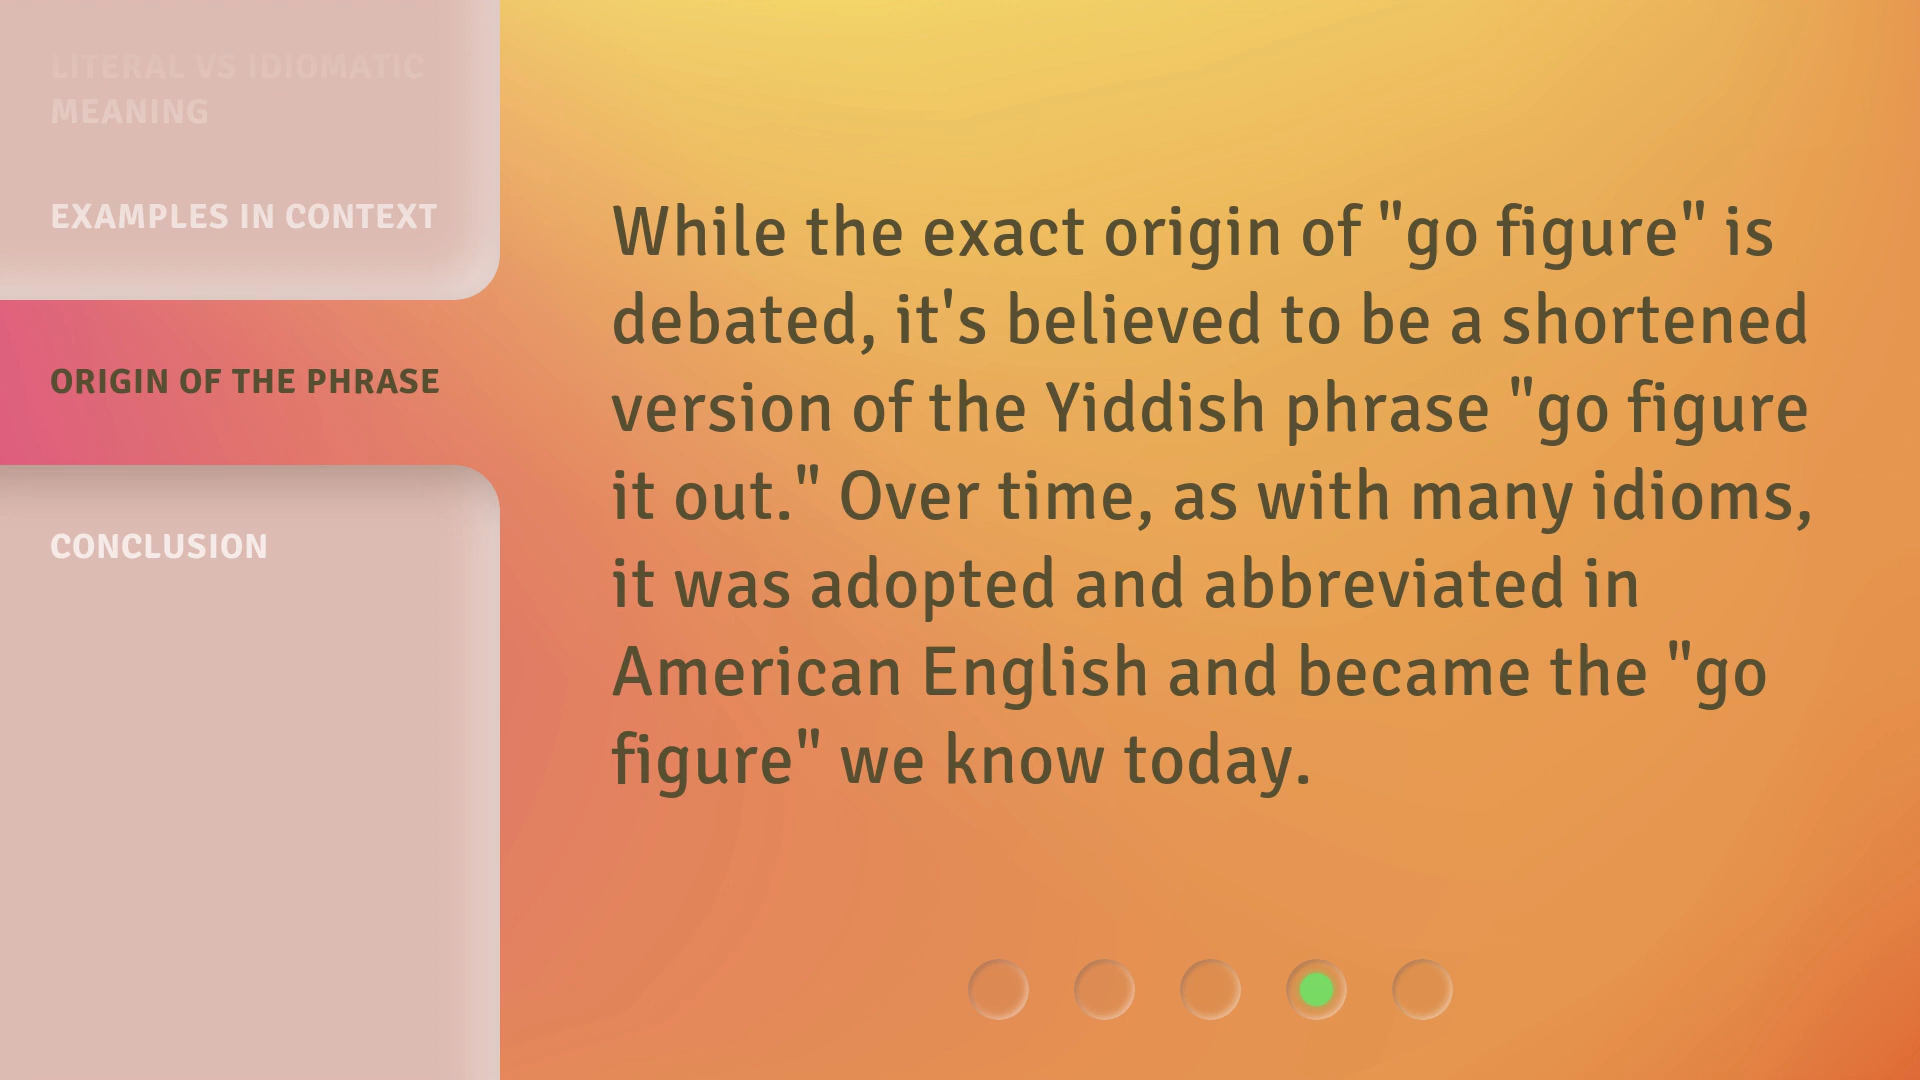 LITERAL VS IDIOMATIC
MEANING
EXAMPLES IN CONTEXT
ORIGIN OF THE PHRASE
CONCLUSION
While the exact origin of "go figure" is
debated, it's believed to be a shortened
version of the Yiddish phrase "go figure
it out." Over time, as with many idioms,
it was adopted and abbreviated in
American English and became the "go
figure" we know today.